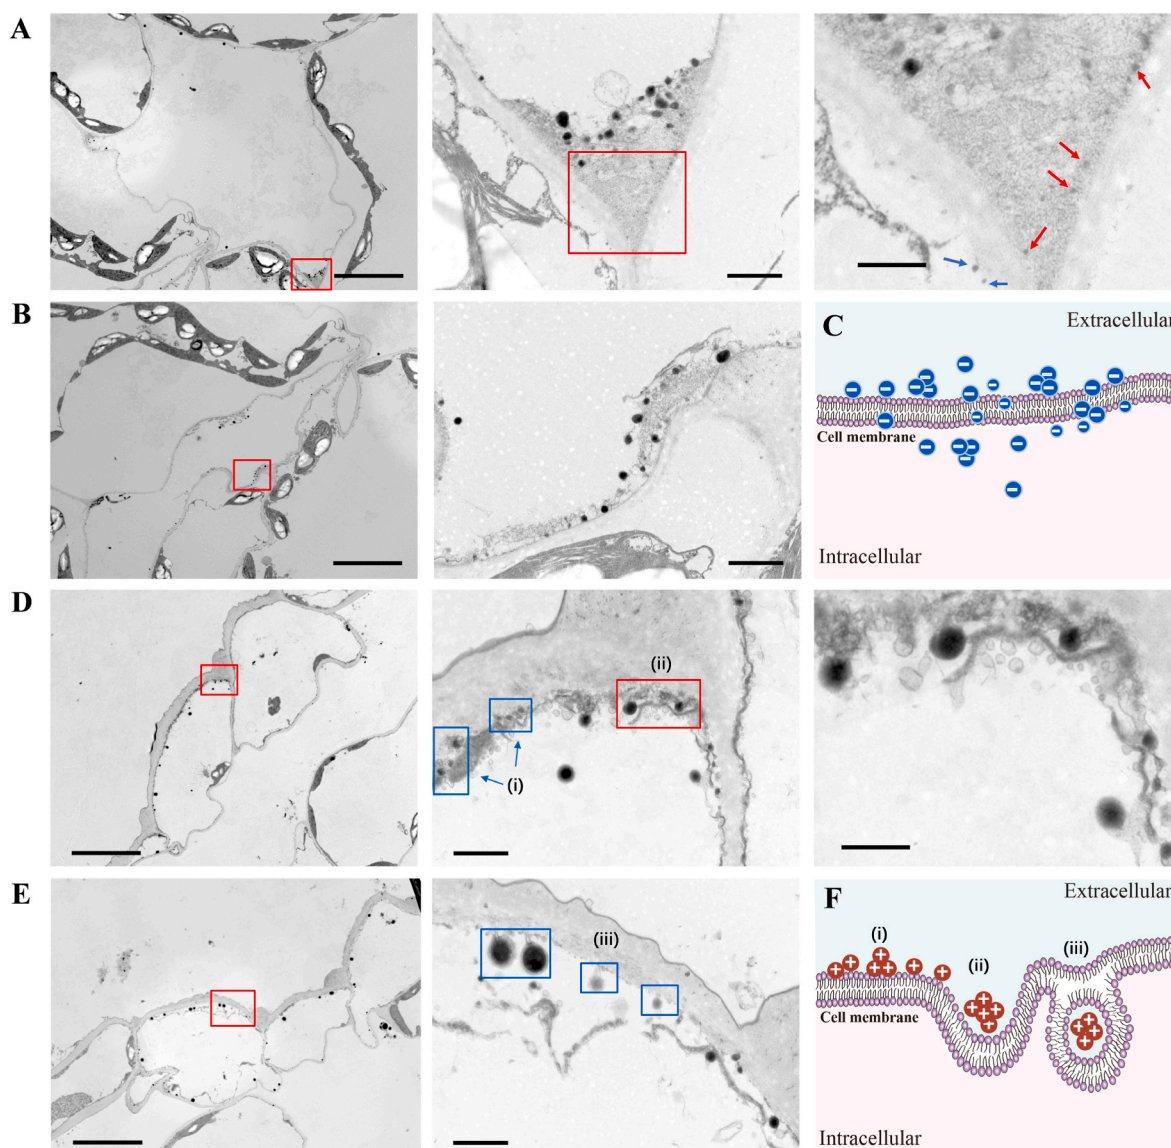 A
B
C
Extracellular
Cell membrane
Intracellular
D
(i)
(ii)
E
(iii)
F
Extracellular
(i)
(ii)
(iii)
Cell membrane
Intracellular